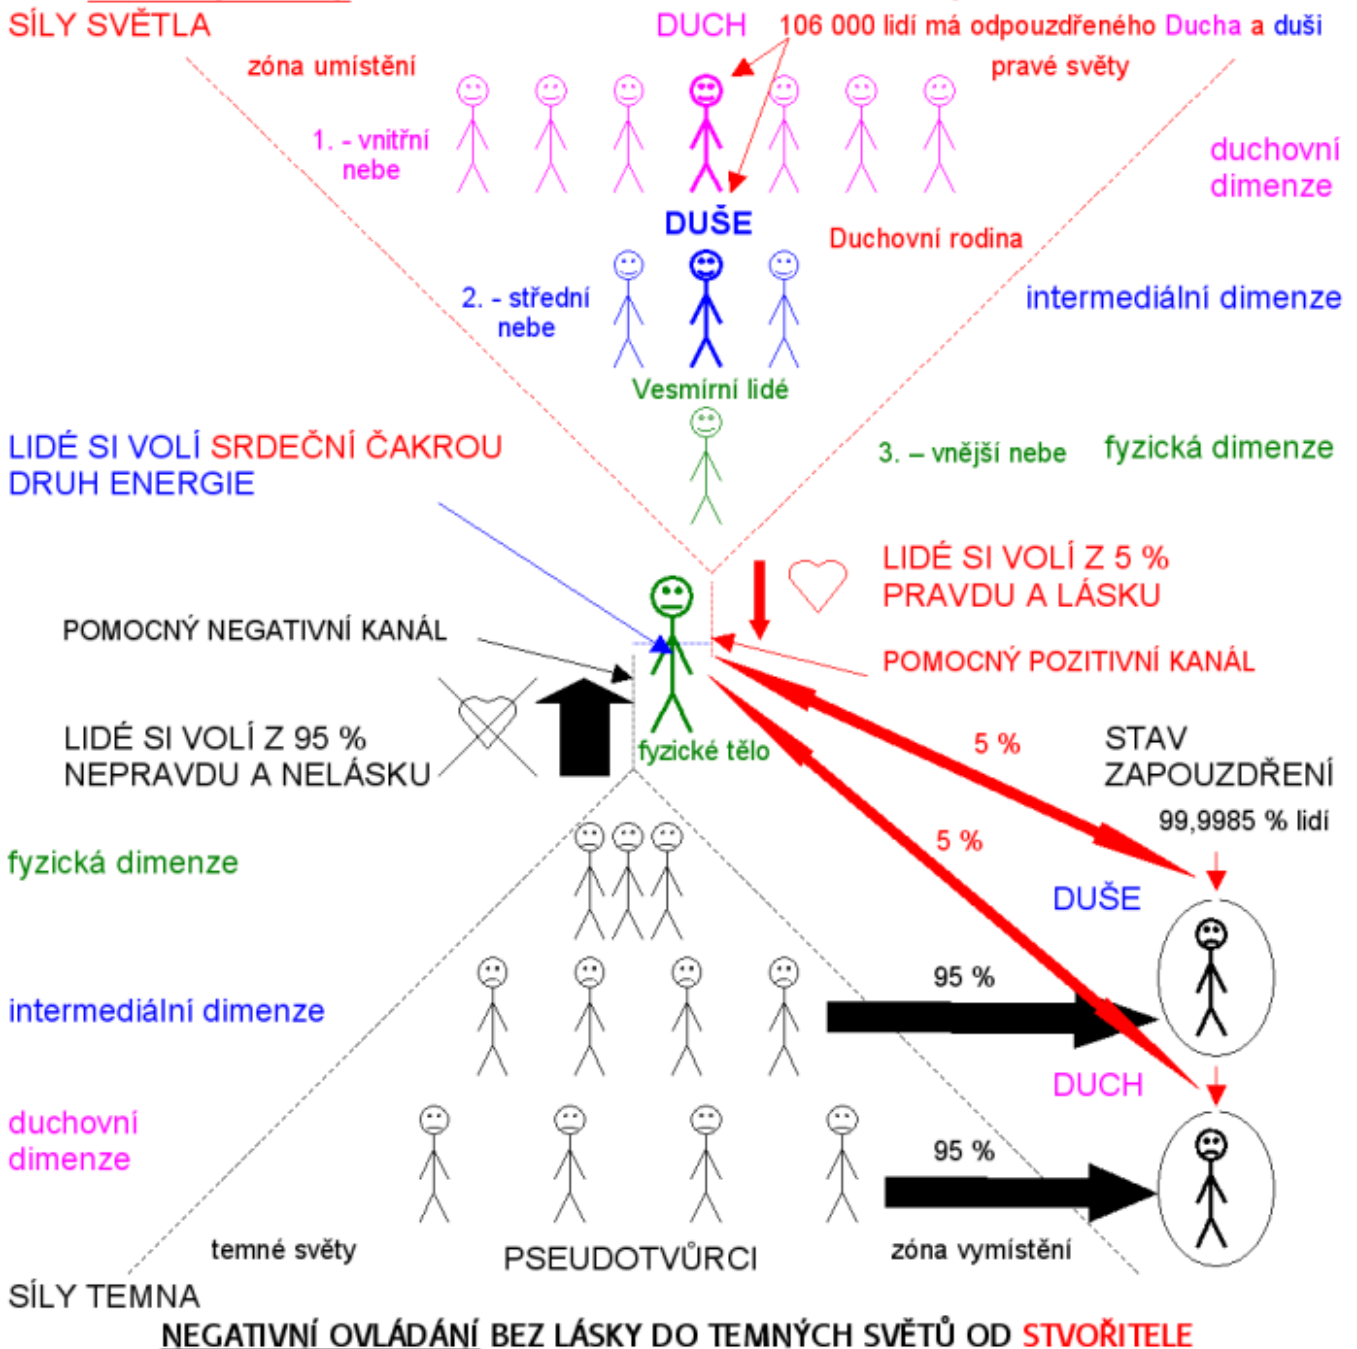 SÍLY SVĚTLA
DUCH
106 000 lidí má odpouzdřeného Ducha a duši
zóna umístění
pravé světy
1. - vnitřní
nebe
duchovní
dimenze
DUŠE
Duchovní rodina
2. - střední
nebe
intermediální dimenze
Vesmírní lidé
LIDÉ SI VOLÍ SRDEČNÍ ČAKROU
DRUH ENERGIE
3. – vnější nebe
fyzická dimenze
LIDÉ SI VOLÍ Z 5 %
PRAVDU A LÁSKU
POMOCNÝ NEGATIVNÍ KANÁL
POMOCNÝ POZITIVNÍ KANÁL
LIDÉ SI VOLÍ Z 95 %
NEPRAVDU A NELÁSKU
fyzické tělo
5 %
STAV
ZAPOUZDŘENÍ
99,9985 % lidí
5 %
fyzická dimenze
DUŠE
95 %
intermediální dimenze
DUCH
duchovní
dimenze
95 %
temné světy
PSEUDOTVŮRCI
zóna vymístění
SÍLY TEMNA
NEGATIVNÍ OVLÁDÁNÍ BEZ LÁSKY DO TEMNÝCH SVĚTŮ OD STVOŘITELE